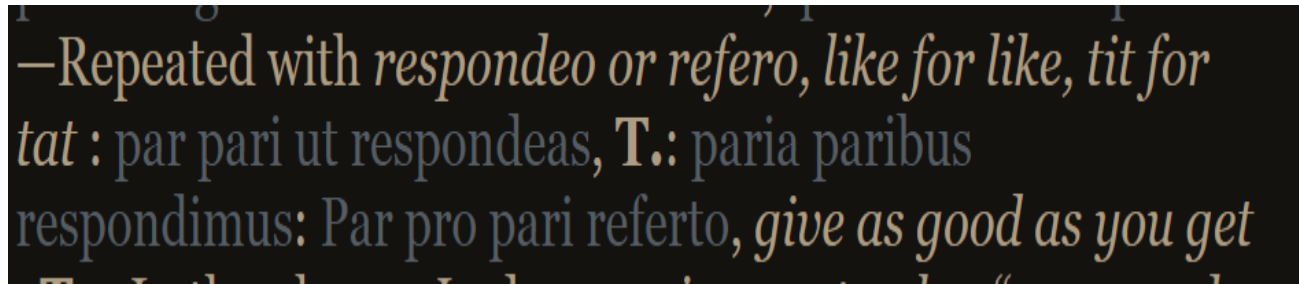 —Repeated with respondeo or refero, like for like, tit for
tat : par pari ut respondeas, T.: paria paribus
respondimus: Par pro pari referto, give as good as you get